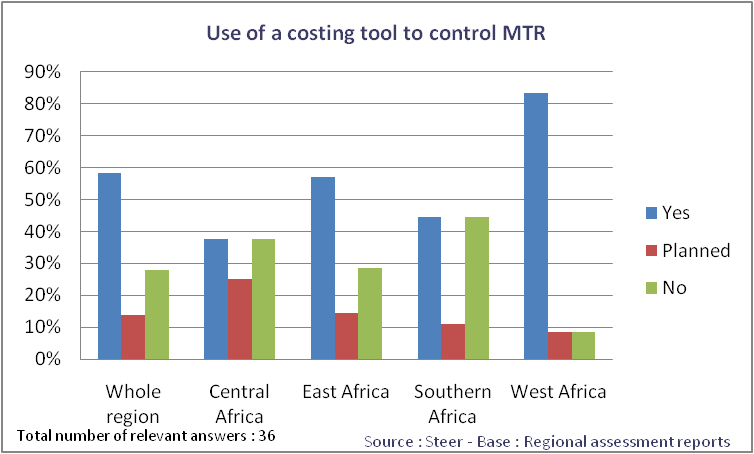 Use of a costing tool to control MTR
90%
80%
70%
60%
50%
40%
30%
20%
10%
0%
Yes
Planned
No
Whole region
Central Africa
East Africa
Southern Africa
West Africa
Total number of relevant answers : 36
Source : Steer - Base : Regional assessment reports